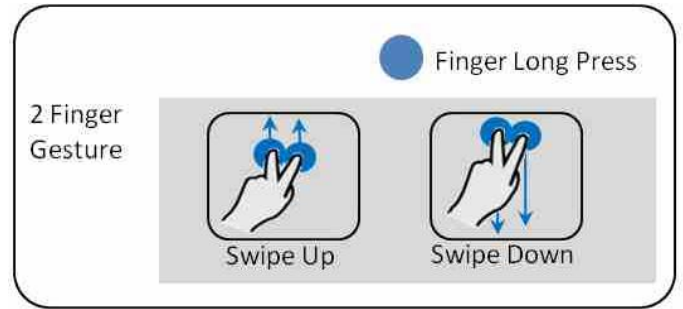 Finger Long Press
2 Finger
Gesture
Swipe Up
Swipe Down